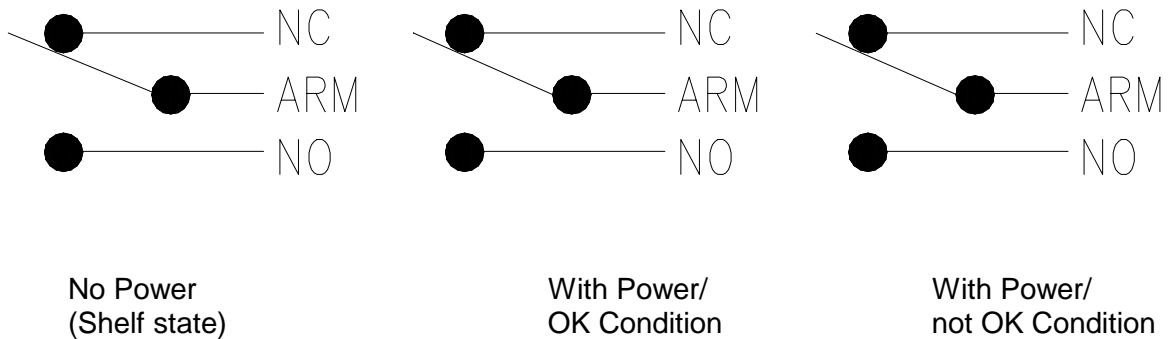 NC
ARM
NO
NC
ARM
NO
NC
ARM
NO
No Power
(Shelf state)
With Power/
OK Condition
With Power/
not OK Condition